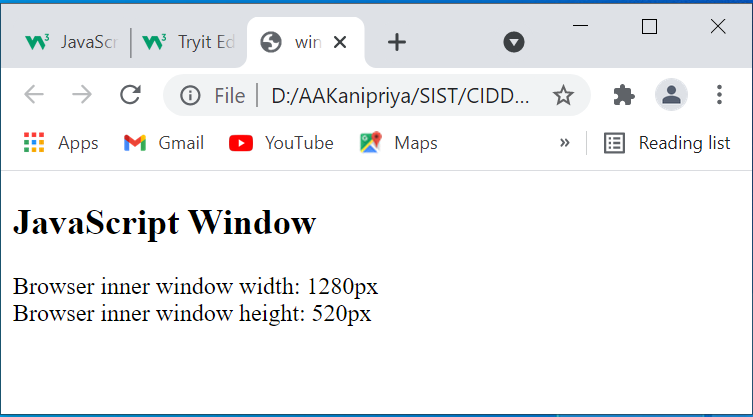 JavaScr
Tryit Ed
win
File
D:/AAKanipriya/SIST/CIDD...
Apps
Gmail
YouTube
Maps
»
Reading list
JavaScript Window
Browser inner window width: 1280px
Browser inner window height: 520px